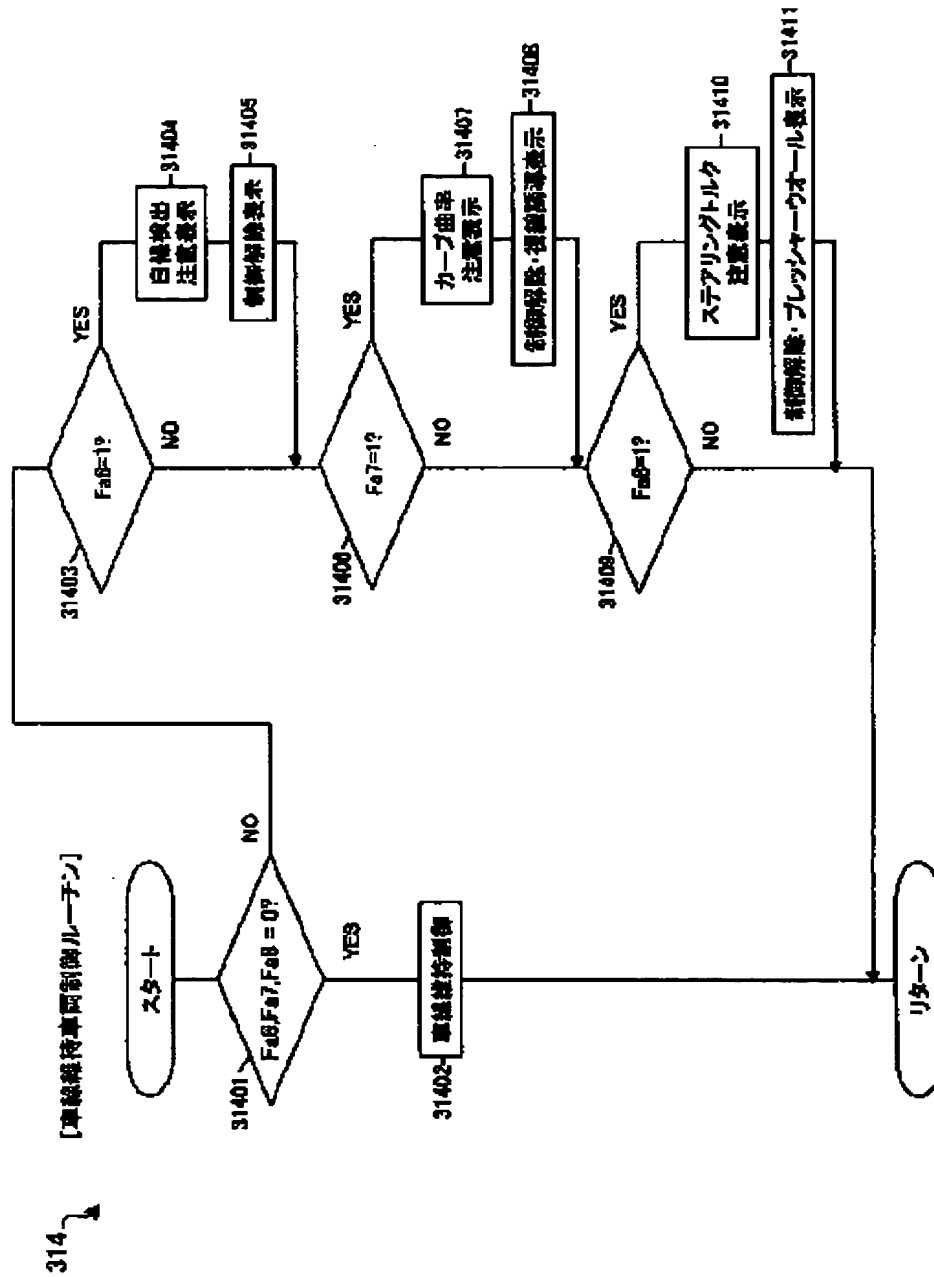 314
[車線維持車両制御ルーチン]
スタート
31401
Fa6,Fa7,Fa8 = 0?
NO
YES
31402
車線維持制御
リターン
31403
Fa6=1?
YES
NO
白線検出
注意表示
31404
制御解除表示
31405
31406
Fa7=1?
YES
NO
カーブ曲率
注意表示
31407
制御解除・視線誘導表示
31408
31409
Fa8=1?
YES
NO
ステアリングトルク
注意表示
31410
制御解除・プレッシャーウオール表示
31411